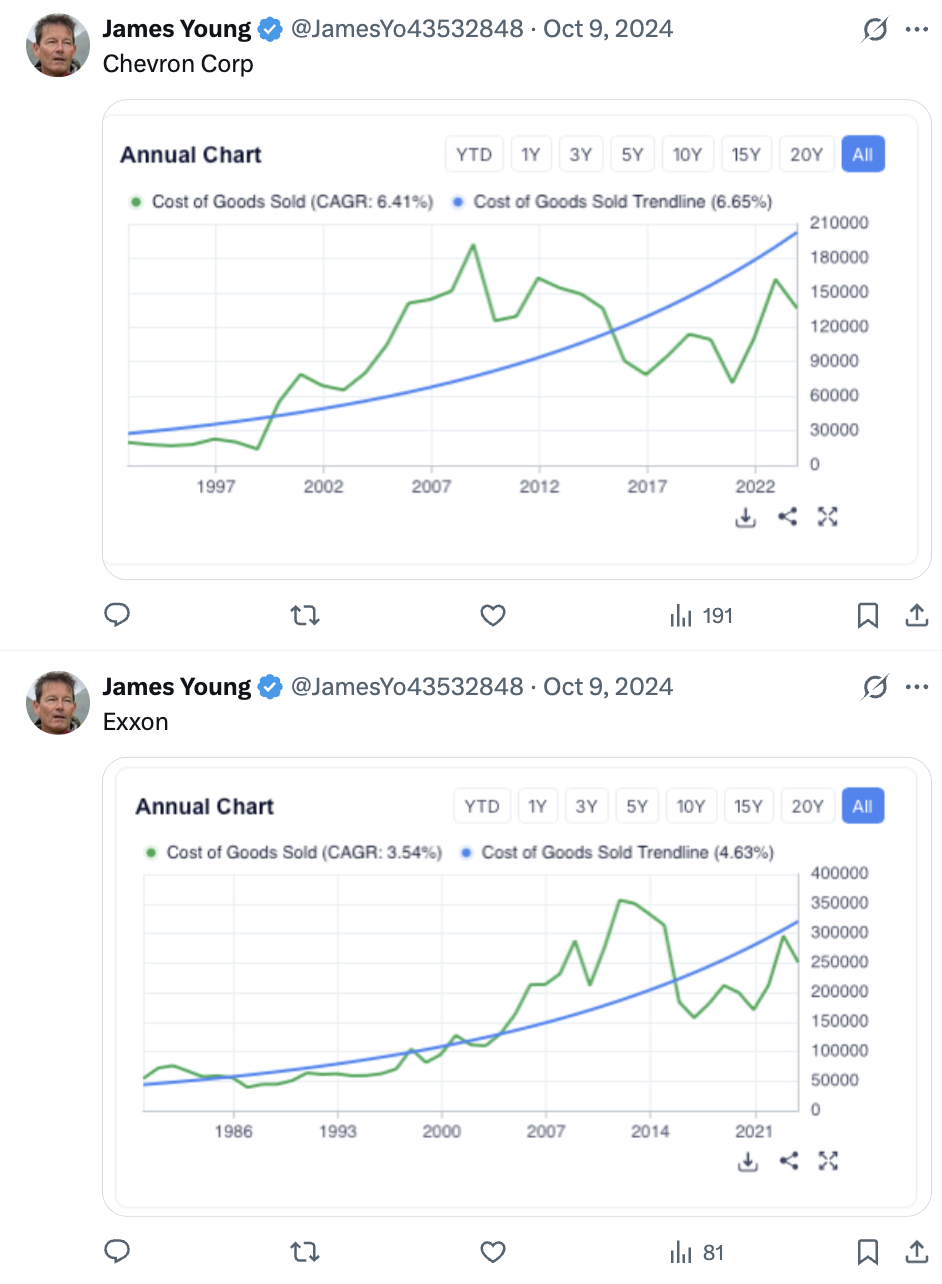 James Young @JamesYo43532848 · Oct 9, 2024
Chevron Corp
Annual Chart YTD 1Y 3Y 5Y 10Y 15Y 20Y All
Cost of Goods Sold (CAGR: 6.41%) Cost of Goods Sold Trendline (6.65%)
210000
180000
150000
120000
90000
60000
30000
0
1997 2002 2007 2012 2017 2022
191
James Young @JamesYo43532848 · Oct 9, 2024
Exxon
Annual Chart YTD 1Y 3Y 5Y 10Y 15Y 20Y All
Cost of Goods Sold (CAGR: 3.54%) Cost of Goods Sold Trendline (4.63%)
400000
350000
300000
250000
200000
150000
100000
50000
0
1986 1993 2000 2007 2014 2021
81